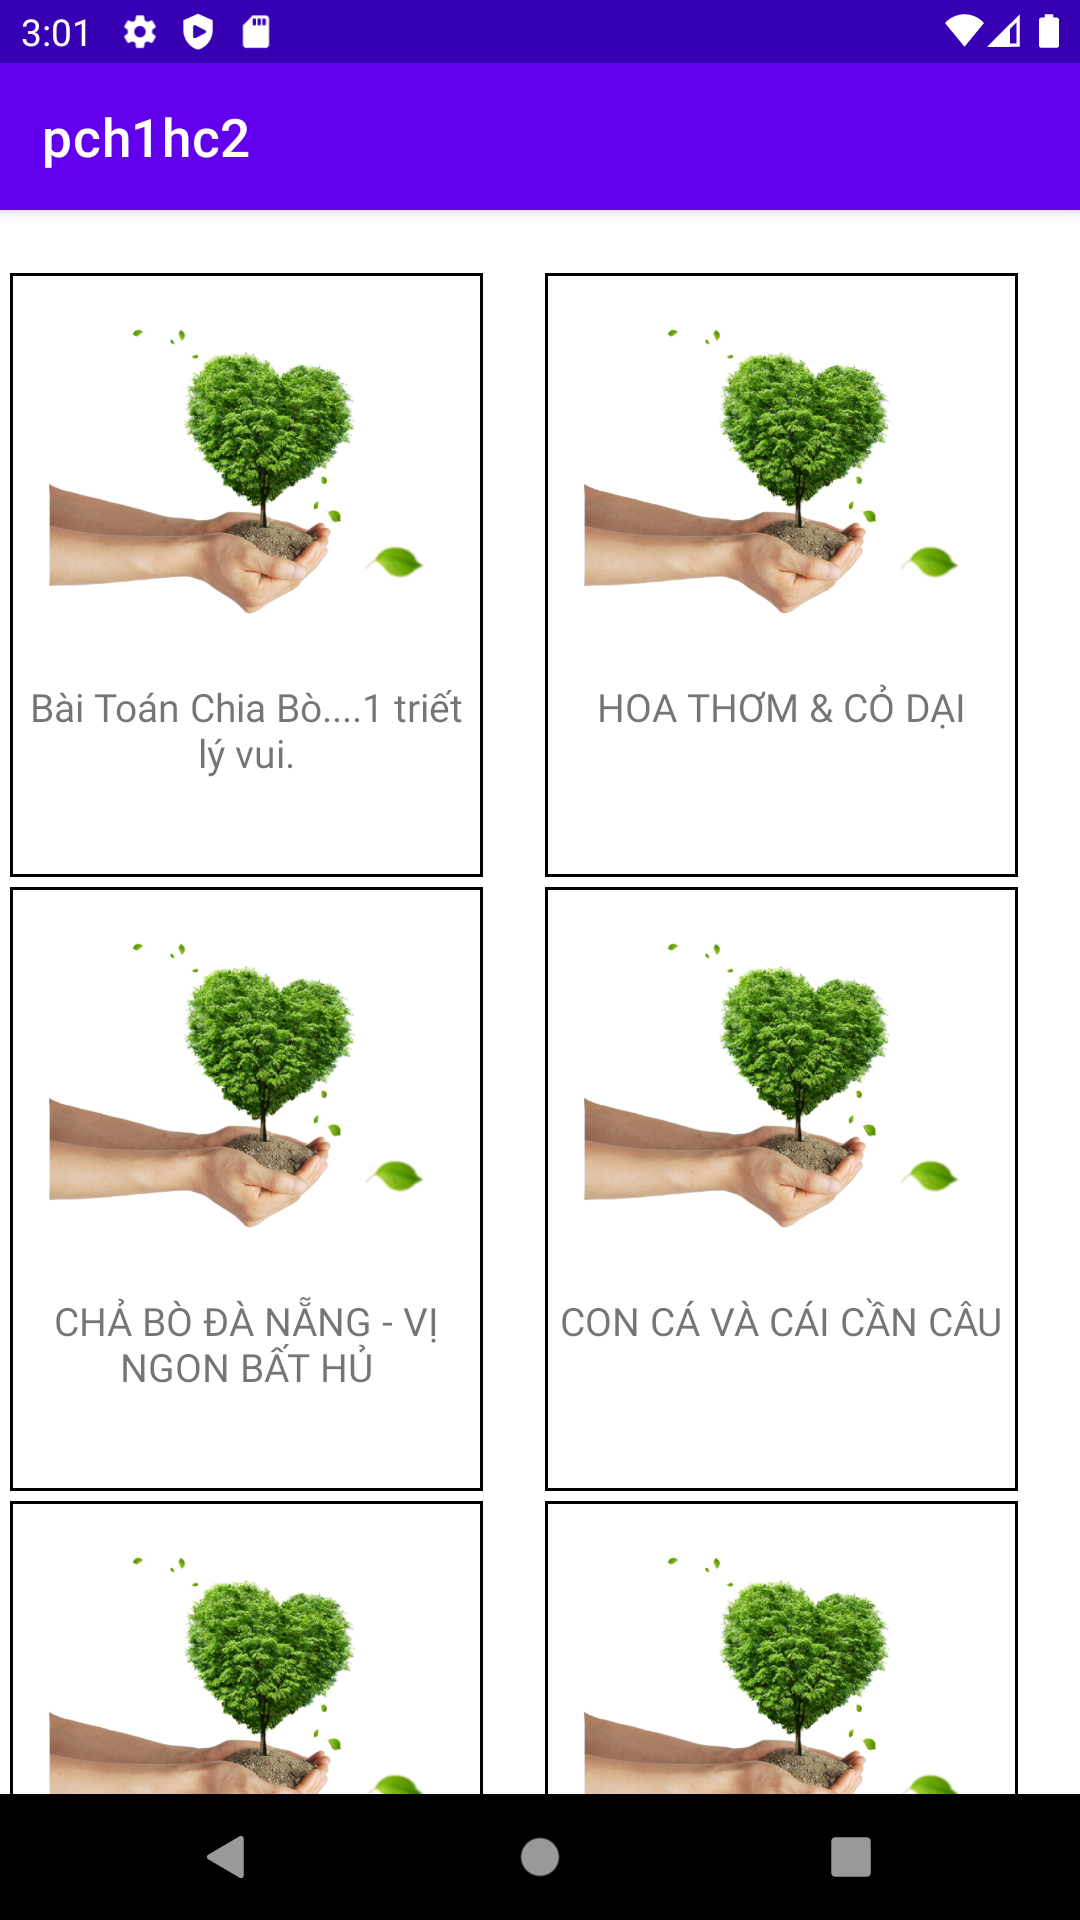 3:01
pch1hc2
Bài Toán Chia Bò....1 triết
lý vui.
HOA THƠM & CỎ DẠI
CHẢ BÒ ĐÀ NẴNG - VỊ
NGON BẤT HỦ
CON CÁ VÀ CÁI CẦN CÂU